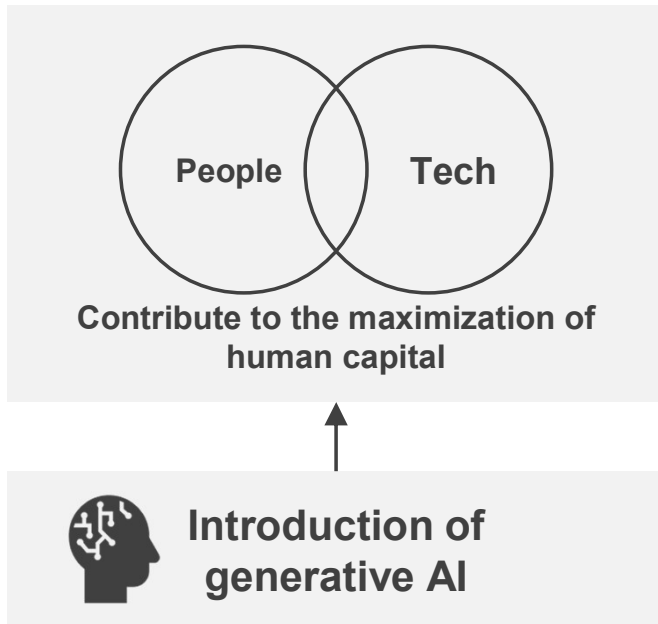 People
Tech
Contribute to the maximization of
human capital
Introduction of
generative AI